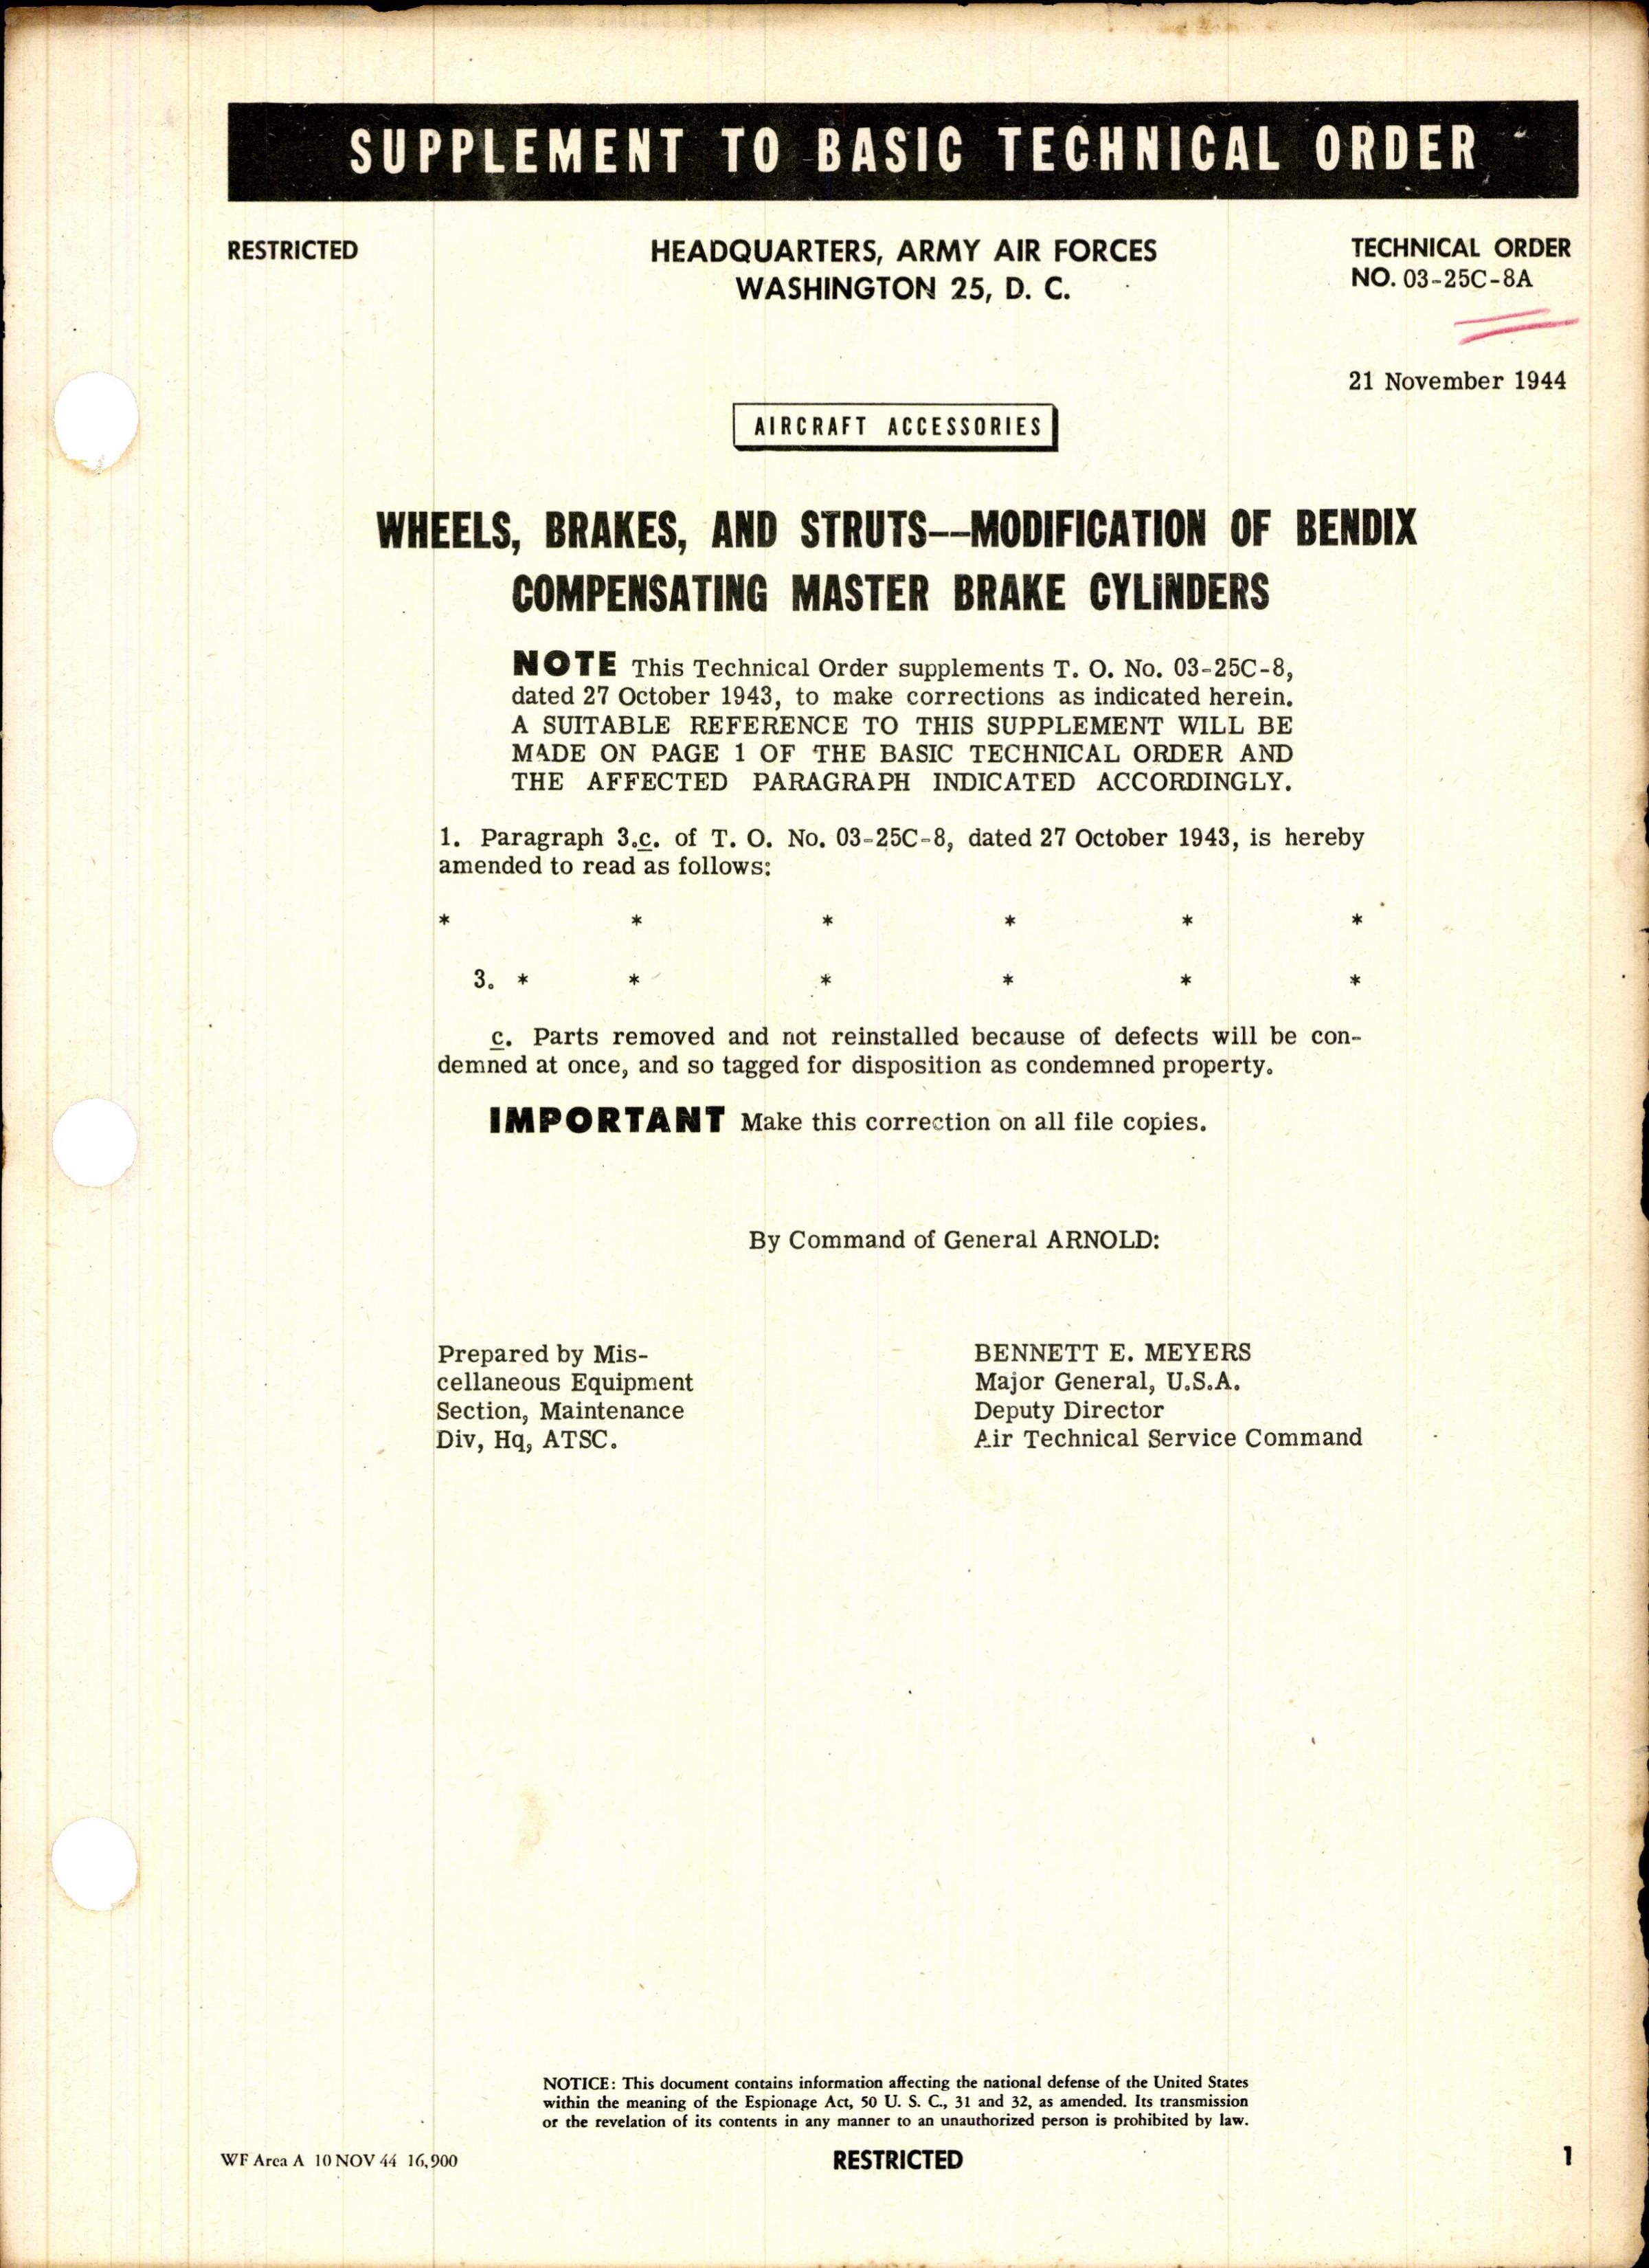 SUPPLEMENT TO BASIC TECHNICAL ORDER
RESTRICTED
HEADQUARTERS, ARMY AIR FORCES
WASHINGTON 25, D. C.
TECHNICAL ORDER
NO. 03-25C-8A
21 November 1944
AIRCRAFT ACCESSORIES
WHEELS, BRAKES, AND STRUTS--MODIFICATION OF BENDIX
COMPENSATING MASTER BRAKE CYLINDERS
NOTE This Technical Order supplements T. O. No. 03-25C-8,
dated 27 October 1943, to make corrections as indicated herein.
A SUITABLE REFERENCE TO THIS SUPPLEMENT WILL BE
MADE ON PAGE 1 OF THE BASIC TECHNICAL ORDER AND
THE AFFECTED PARAGRAPH INDICATED ACCORDINGLY.
1. Paragraph 3.c. of T. O. No. 03-25C-8, dated 27 October 1943, is hereby
amended to read as follows:
* * * * * *
3. * * * * * *
c. Parts removed and not reinstalled because of defects will be con-
demned at once, and so tagged for disposition as condemned property.
IMPORTANT Make this correction on all file copies.
By Command of General ARNOLD:
Prepared by Mis-
cellaneous Equipment
Section, Maintenance
Div, Hq, ATSC.
BENNETT E. MEYERS
Major General, U.S.A.
Deputy Director
Air Technical Service Command
NOTICE: This document contains information affecting the national defense of the United States
within the meaning of the Espionage Act, 50 U. S. C., 31 and 32, as amended. Its transmission
or the revelation of its contents in any manner to an unauthorized person is prohibited by law.
WF Area A 10 NOV 44 16,900
RESTRICTED
1